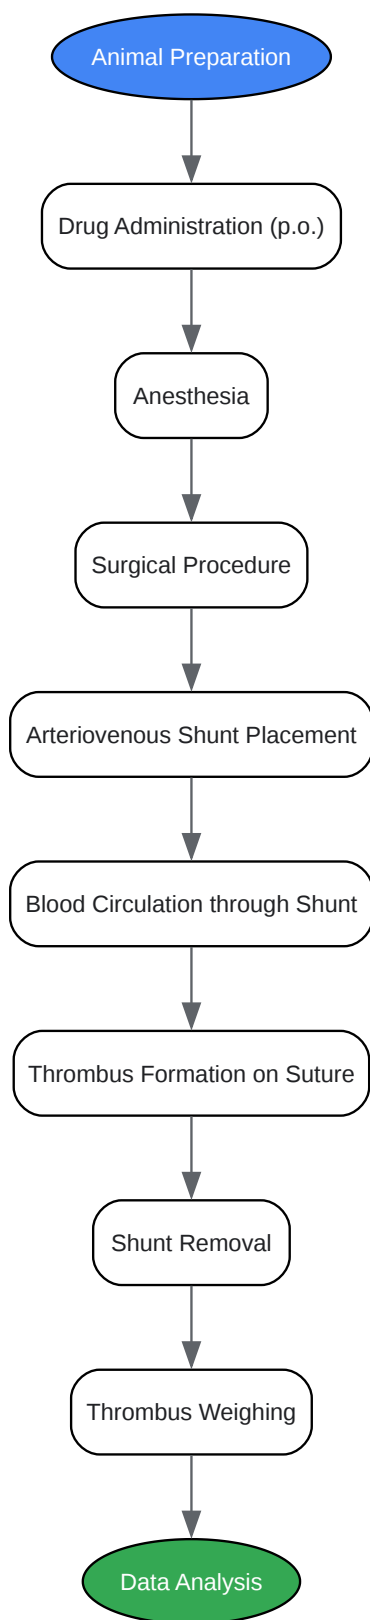 Animal Preparation
Drug Administration (p.o.)
Anesthesia
Surgical Procedure
Arteriovenous Shunt Placement
Blood Circulation through Shunt
Thrombus Formation on Suture
Shunt Removal
Thrombus Weighing
Data Analysis